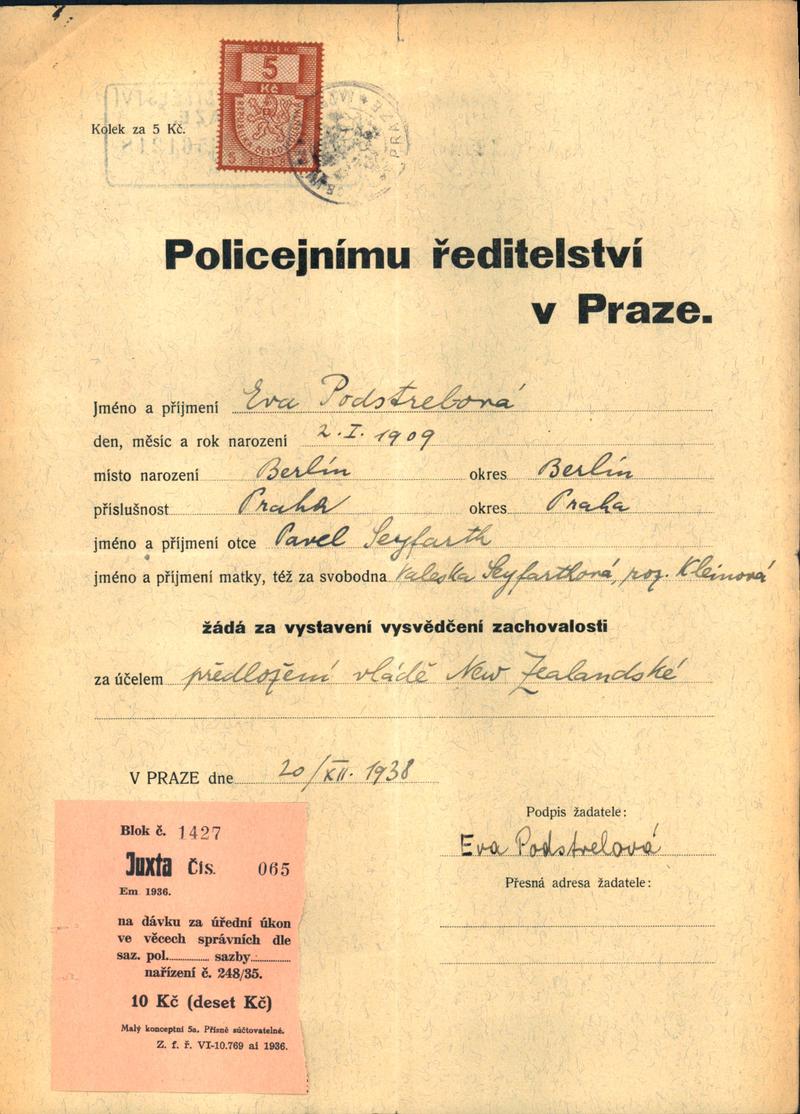 KOLEK
5
Kč
Kolek za 5 Kč.
Policejnímu ředitelství
v Praze.
Jméno a příjmení Eva Podstrelová
den, měsíc a rok narození 2. I. 1909
místo narození Berlín okres Berlín
příslušnost Praha okres Praha
jméno a příjmení otce Pavel Seyfarth
jméno a příjmení matky, též za svobodna Valeska Seyfarthová, roz. Kleinová
žádá za vystavení vysvědčení zachovalosti
za účelem předložení vládě New Zealandské
V PRAZE dne 20/XII. 1938
Podpis žadatele:
Eva Podstrelová
Přesná adresa žadatele:
Blok č. 1427
Juxta Čís. 065
Em 1936.
na dávku za úřední úkon
ve věcech správních dle
saz. pol. sazby
nařízení č. 248/35.
10 Kč (deset Kč)
Malý konceptní 5a. Přísně súčtovatelné.
Z. f. ř. VI-10.769 ai 1936.